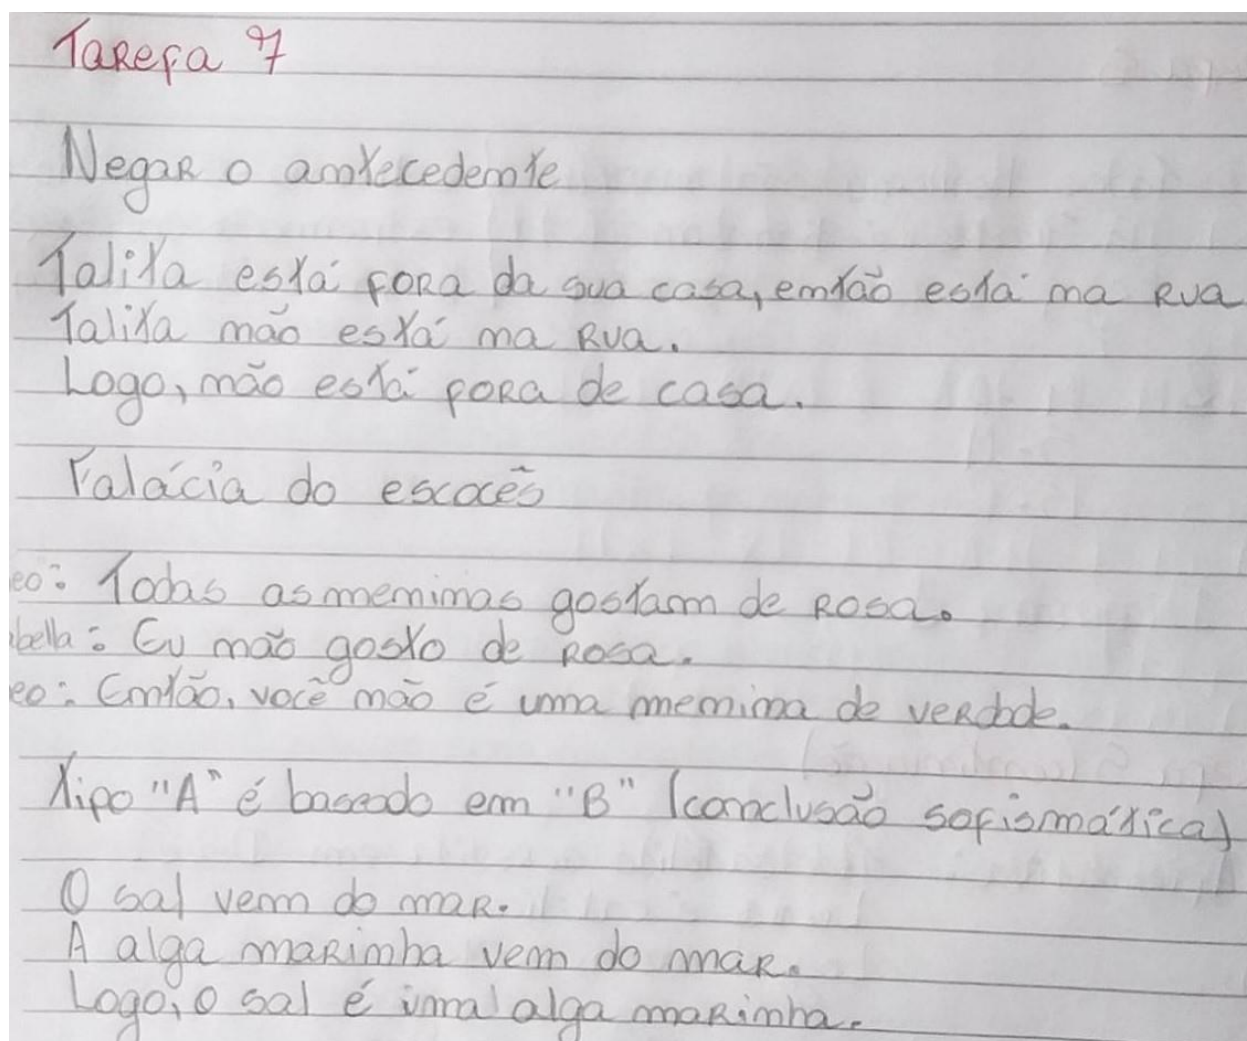 Tarefa 7
Negar o antecedente
Talita está fora da sua casa, então está na rua
Talita não está na rua.
Logo, não está fora de casa.
Falácia do escocês
eo: Todas as meninas gostam de rosa.
bella: Eu não gosto de rosa.
eo: Então, você não é uma menina de verdade.
Tipo "A" é baseado em "B" (conclusão sofismática)
O sal vem do mar.
A alga marinha vem do mar.
Logo, o sal é uma alga marinha.